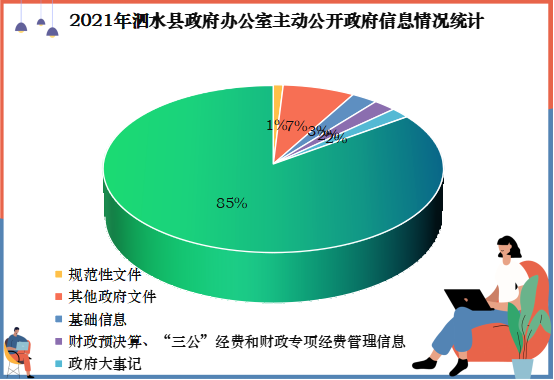 2021年泗水县政府办公室主动公开政府信息情况统计
1%
7%
3%
2%
2%
85%
规范性文件
其他政府文件
基础信息
财政预决算、“三公”经费和财政专项经费管理信息
政府大事记